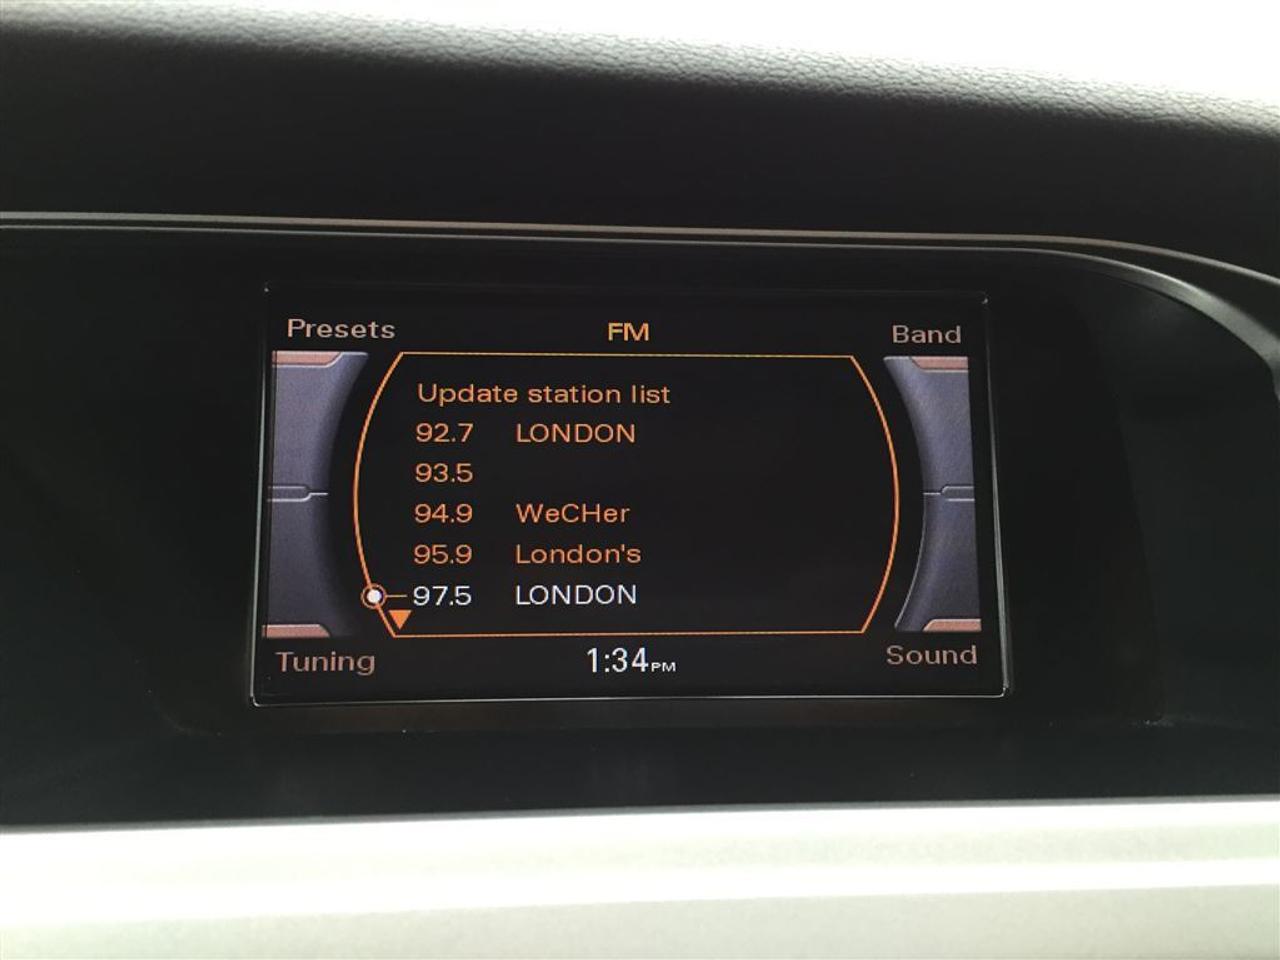 Presets FM Band
Update station list
92.7 LONDON
93.5
94.9 WeCHer
95.9 London's
97.5 LONDON
Tuning 1:34PM Sound